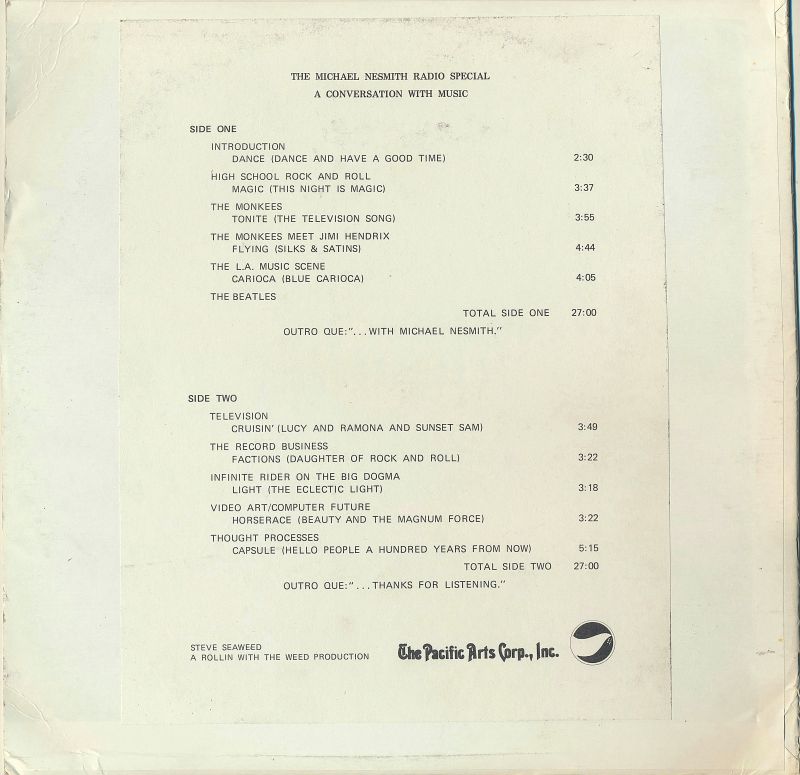 THE MICHAEL NESMITH RADIO SPECIAL
A CONVERSATION WITH MUSIC
SIDE ONE
INTRODUCTION
DANCE (DANCE AND HAVE A GOOD TIME) 2:30
HIGH SCHOOL ROCK AND ROLL
MAGIC (THIS NIGHT IS MAGIC) 3:37
THE MONKEES
TONITE (THE TELEVISION SONG) 3:55
THE MONKEES MEET JIMI HENDRIX
FLYING (SILKS & SATINS) 4:44
THE L.A. MUSIC SCENE
CARIOCA (BLUE CARIOCA) 4:05
THE BEATLES
TOTAL SIDE ONE 27:00
OUTRO QUE:"...WITH MICHAEL NESMITH."
SIDE TWO
TELEVISION
CRUISIN' (LUCY AND RAMONA AND SUNSET SAM) 3:49
THE RECORD BUSINESS
FACTIONS (DAUGHTER OF ROCK AND ROLL) 3:22
INFINITE RIDER ON THE BIG DOGMA
LIGHT (THE ECLECTIC LIGHT) 3:18
VIDEO ART/COMPUTER FUTURE
HORSERACE (BEAUTY AND THE MAGNUM FORCE) 3:22
THOUGHT PROCESSES
CAPSULE (HELLO PEOPLE A HUNDRED YEARS FROM NOW) 5:15
TOTAL SIDE TWO 27:00
OUTRO QUE:"...THANKS FOR LISTENING."
STEVE SEAWEED
A ROLLIN WITH THE WEED PRODUCTION
The Pacific Arts Corp., Inc.